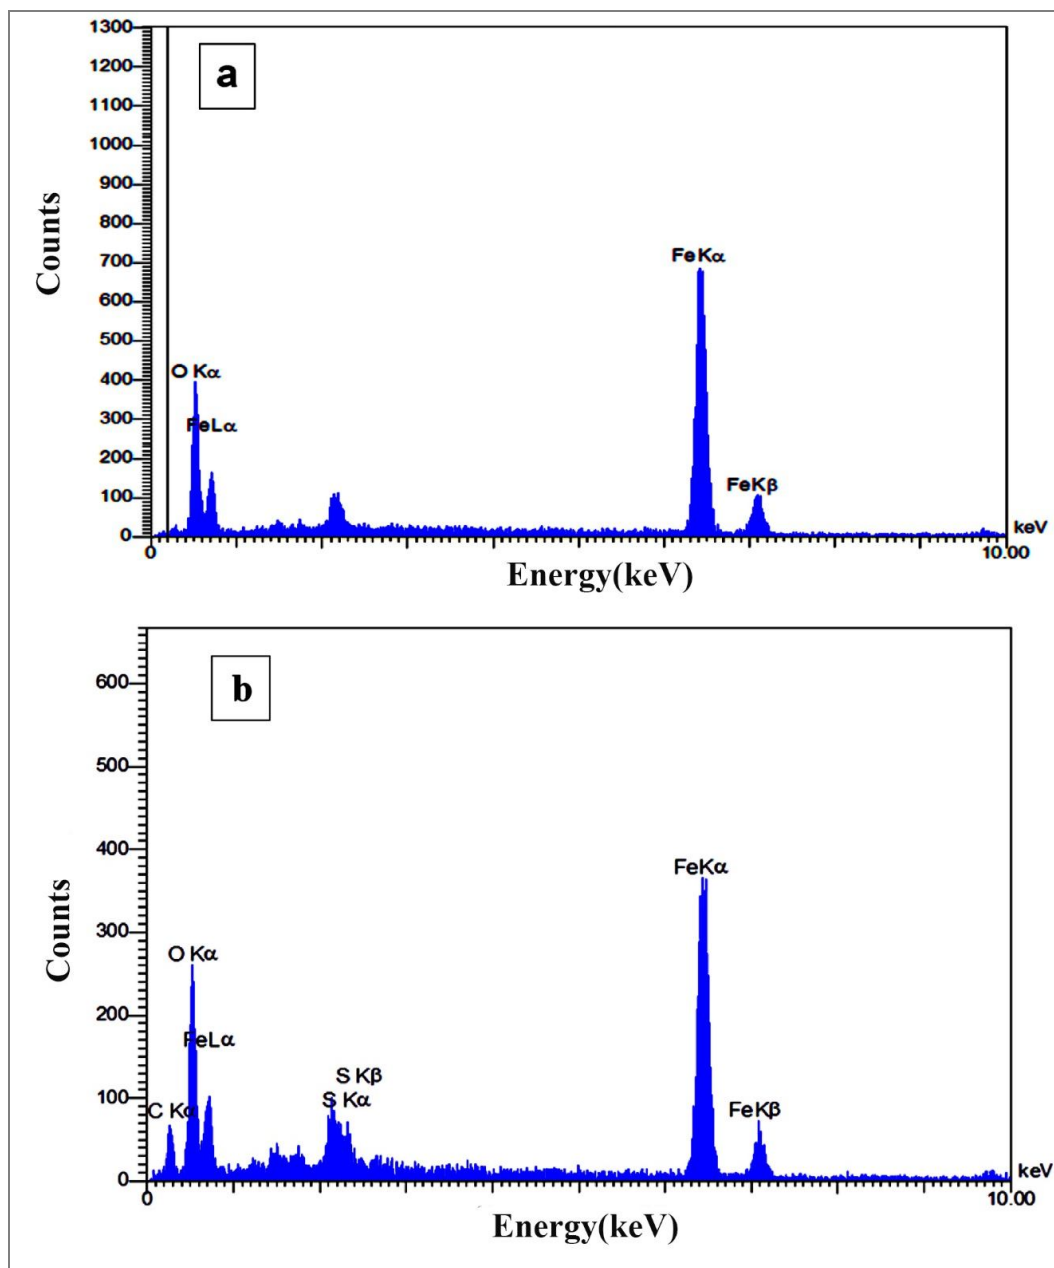 a
1300
1200
1100
1000
900
800
700
600
500
400
300
200
100
0
Counts
O Kα
FeLα
FeKα
FeKβ
keV
0
10.00
Energy(keV)
b
600
500
400
300
200
100
0
Counts
C Kα
O Kα
FeLα
S Kβ
S Kα
FeKα
FeKβ
keV
0
10.00
Energy(keV)